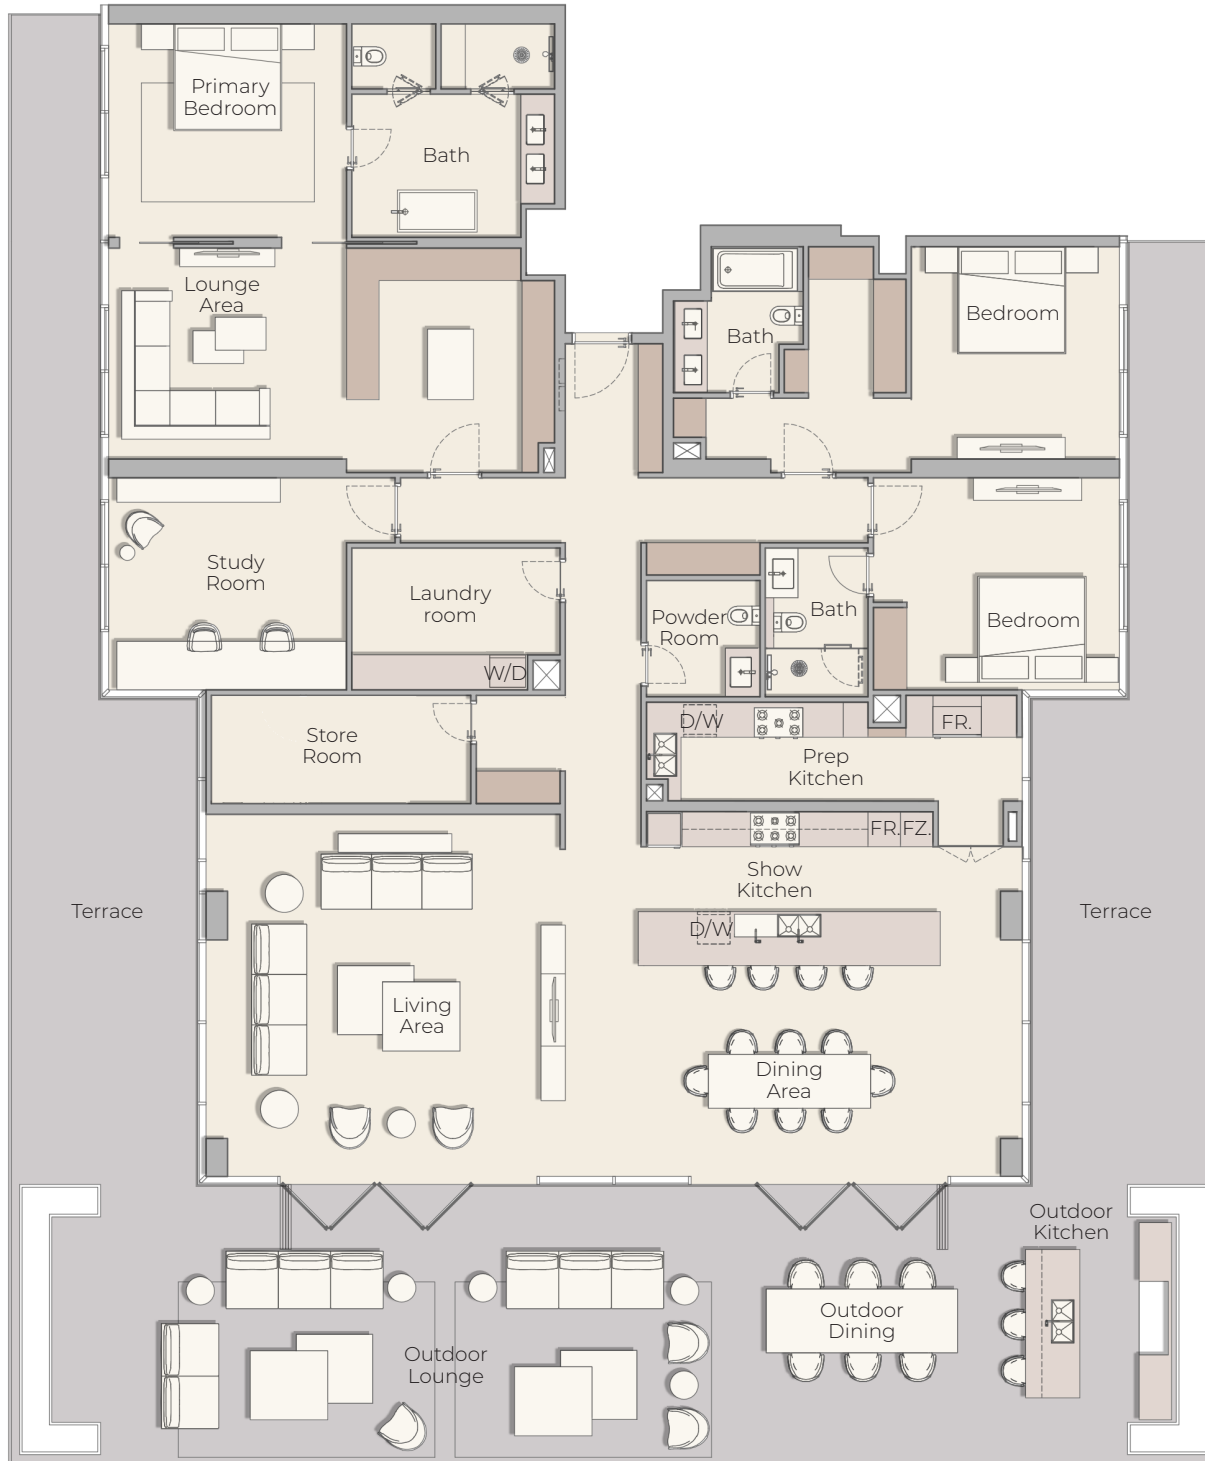 Primary
Bedroom
Bath
Lounge
Area
Bath
Bedroom
Study
Room
Laundry
room
W/D
Powder
Room
Bath
Bedroom
Store
Room
D/W
FR.
Prep
Kitchen
FR.
FZ.
Show
Kitchen
Terrace
D/W
Terrace
Living
Area
Dining
Area
Outdoor
Kitchen
Outdoor
Dining
Outdoor
Lounge